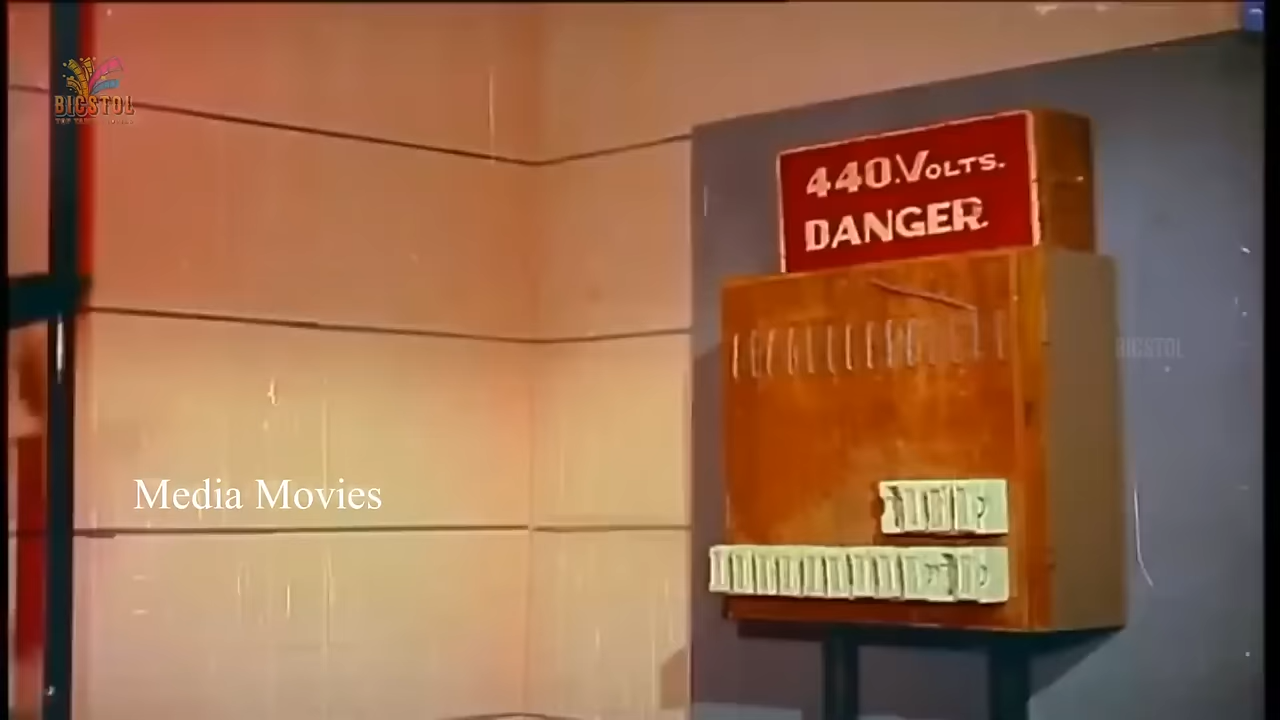 BIGSTOL
440.VOLTS.
DANGER.
BIGSTOL
Media Movies